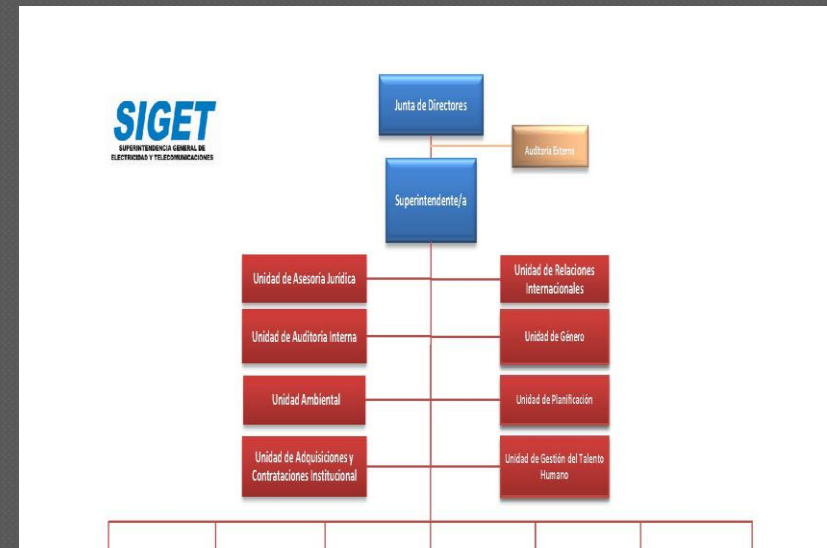 Junta de Directores
SIGET
SUPERINTENDENCIA GENERAL DE
ELECTRICIDAD Y TELECOMUNICACIONES
Auditoría Externa
Superintendente/a
Unidad de Asesoría Jurídica
Unidad de Relaciones
Internacionales
Unidad de Auditoria Interna
Unidad de Género
Unidad Ambiental
Unidad de Planificación
Unidad de Adquisiciones y
Contrataciones Institucional
Unidad de Gestión del Talento
Humano